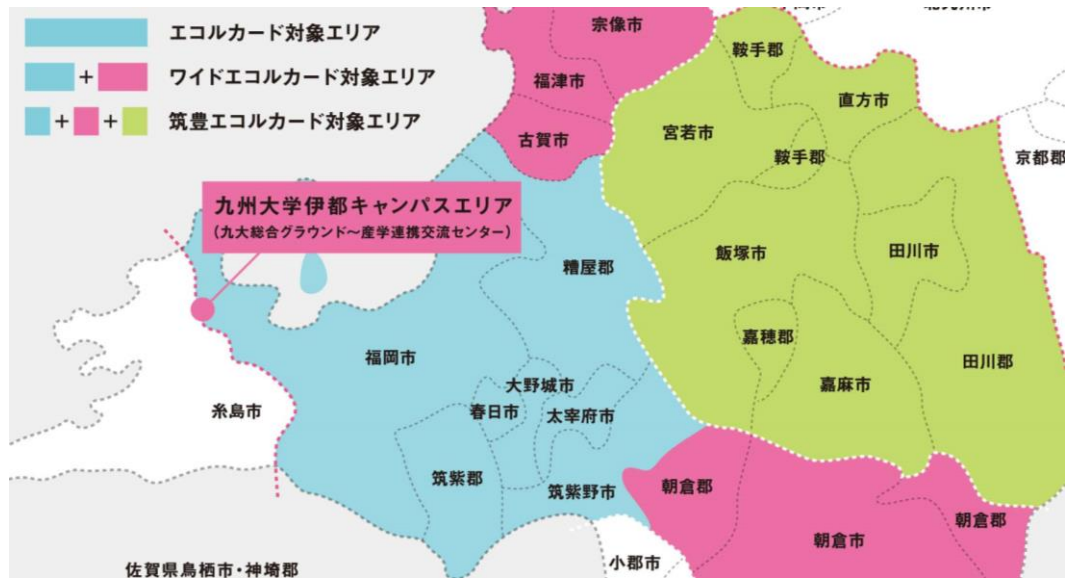 エコルカード対象エリア
+ ワイドエコルカード対象エリア
+ + 筑豊エコルカード対象エリア
宗像市
福津市
古賀市
鞍手郡
直方市
宮若市
鞍手郡
京都郡
九州大学伊都キャンパスエリア
(九大総合グラウンド〜産学連携交流センター)
糟屋郡
飯塚市
田川市
福岡市
嘉穂郡
田川郡
嘉麻市
大野城市
春日市
太宰府市
糸島市
筑紫郡
筑紫野市
朝倉郡
朝倉市
朝倉郡
小郡市
佐賀県鳥栖市・神埼郡